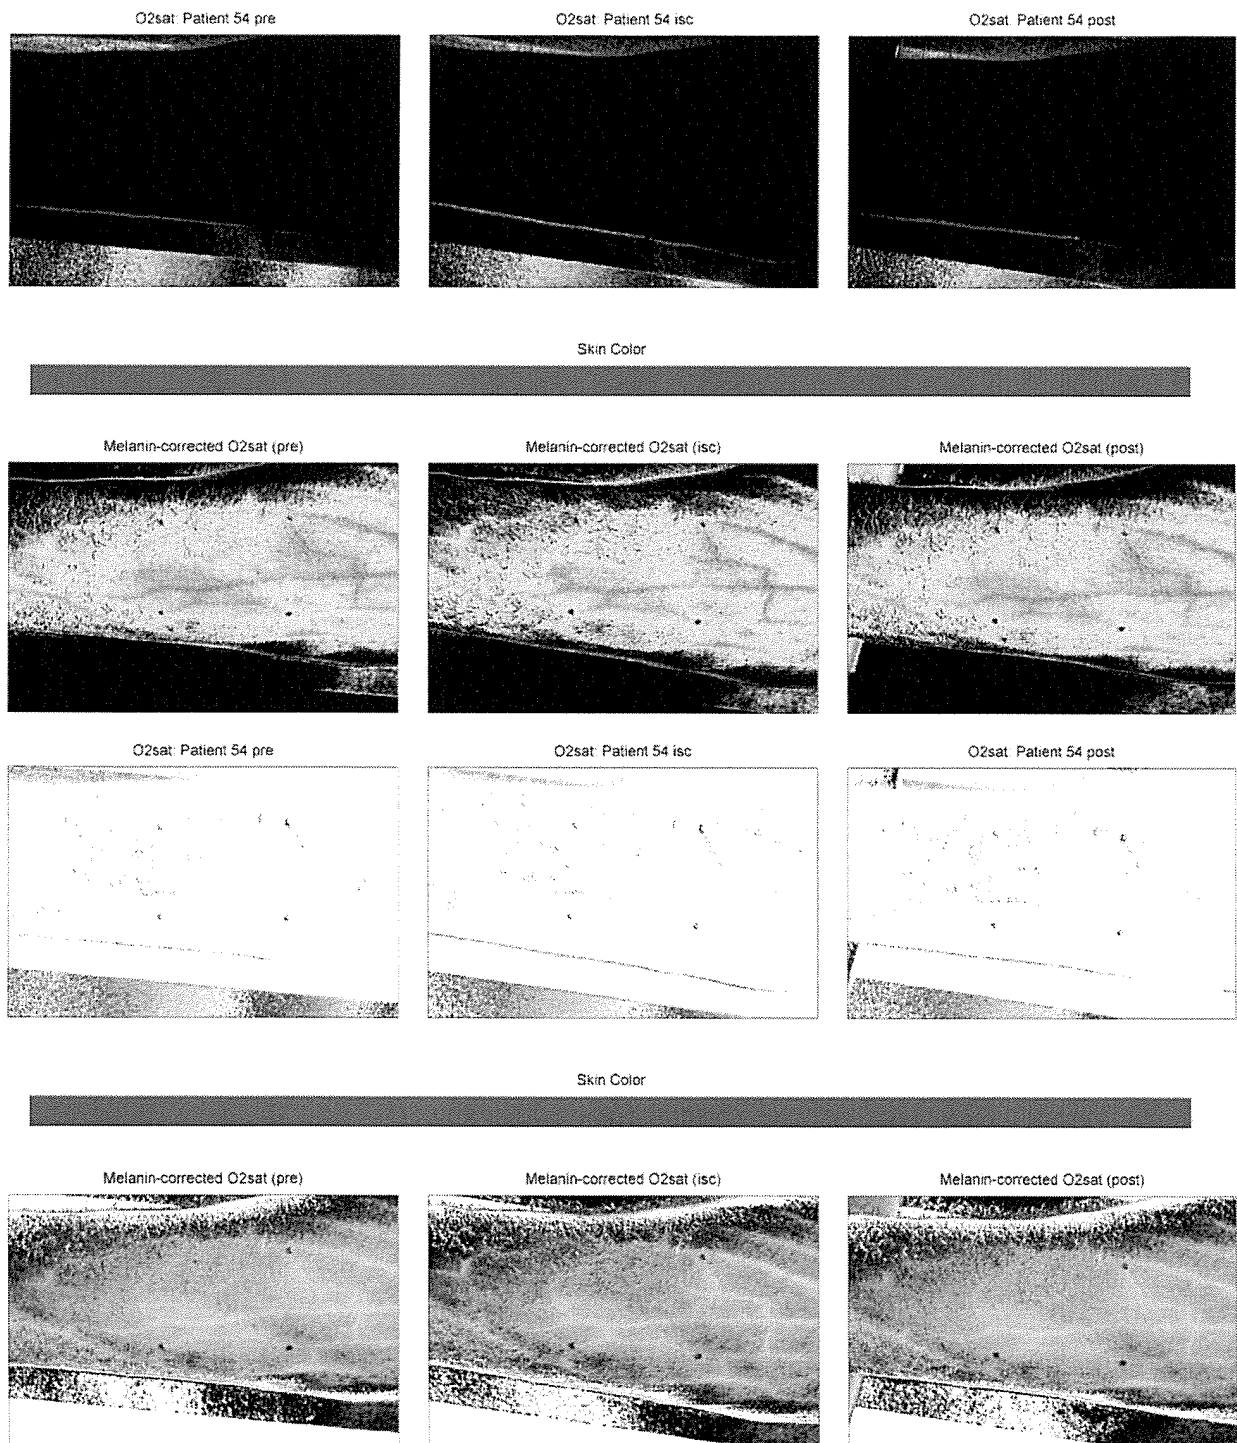 O2sat: Patient 54 pre
O2sat: Patient 54 isc
O2sat: Patient 54 post
Skin Color
Melanin-corrected O2sat (pre)
Melanin-corrected O2sat (isc)
Melanin-corrected O2sat (post)
O2sat: Patient 54 pre
O2sat: Patient 54 isc
O2sat: Patient 54 post
Skin Color
Melanin-corrected O2sat (pre)
Melanin-corrected O2sat (isc)
Melanin-corrected O2sat (post)